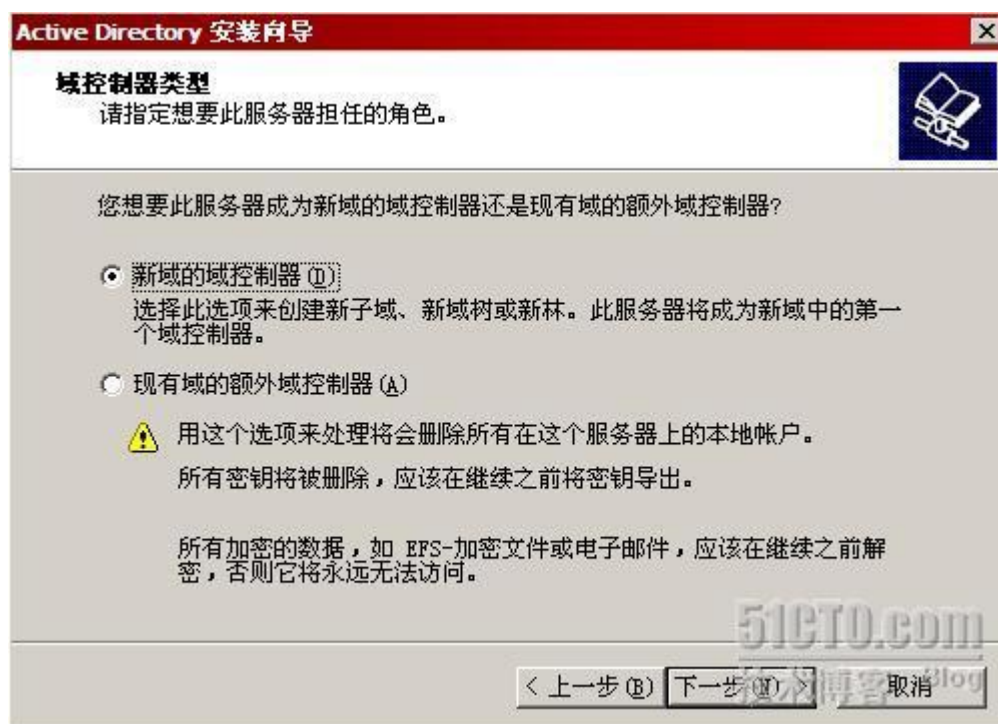 Active Directory 安装向导
域控制器类型
请指定想要此服务器担任的角色。
您想要此服务器成为新域的域控制器还是现有域的额外域控制器?
新域的域控制器(D)
选择此选项来创建新子域、新域树或新林。此服务器将成为新域中的第一
个域控制器。
现有域的额外域控制器(A)
用这个选项来处理将会删除所有在这个服务器上的本地帐户。
所有密钥将被删除，应该在继续之前将密钥导出。
所有加密的数据，如 EFS-加密文件或电子邮件，应该在继续之前解
密，否则它将永远无法访问。
51CTO.com
技术博客 Blog
< 上一步(B) 下一步(N) > 取消